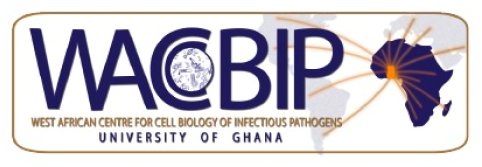 WACCBIP
WEST AFRICAN CENTRE FOR CELL BIOLOGY OF INFECTIOUS PATHOGENS
UNIVERSITY OF GHANA